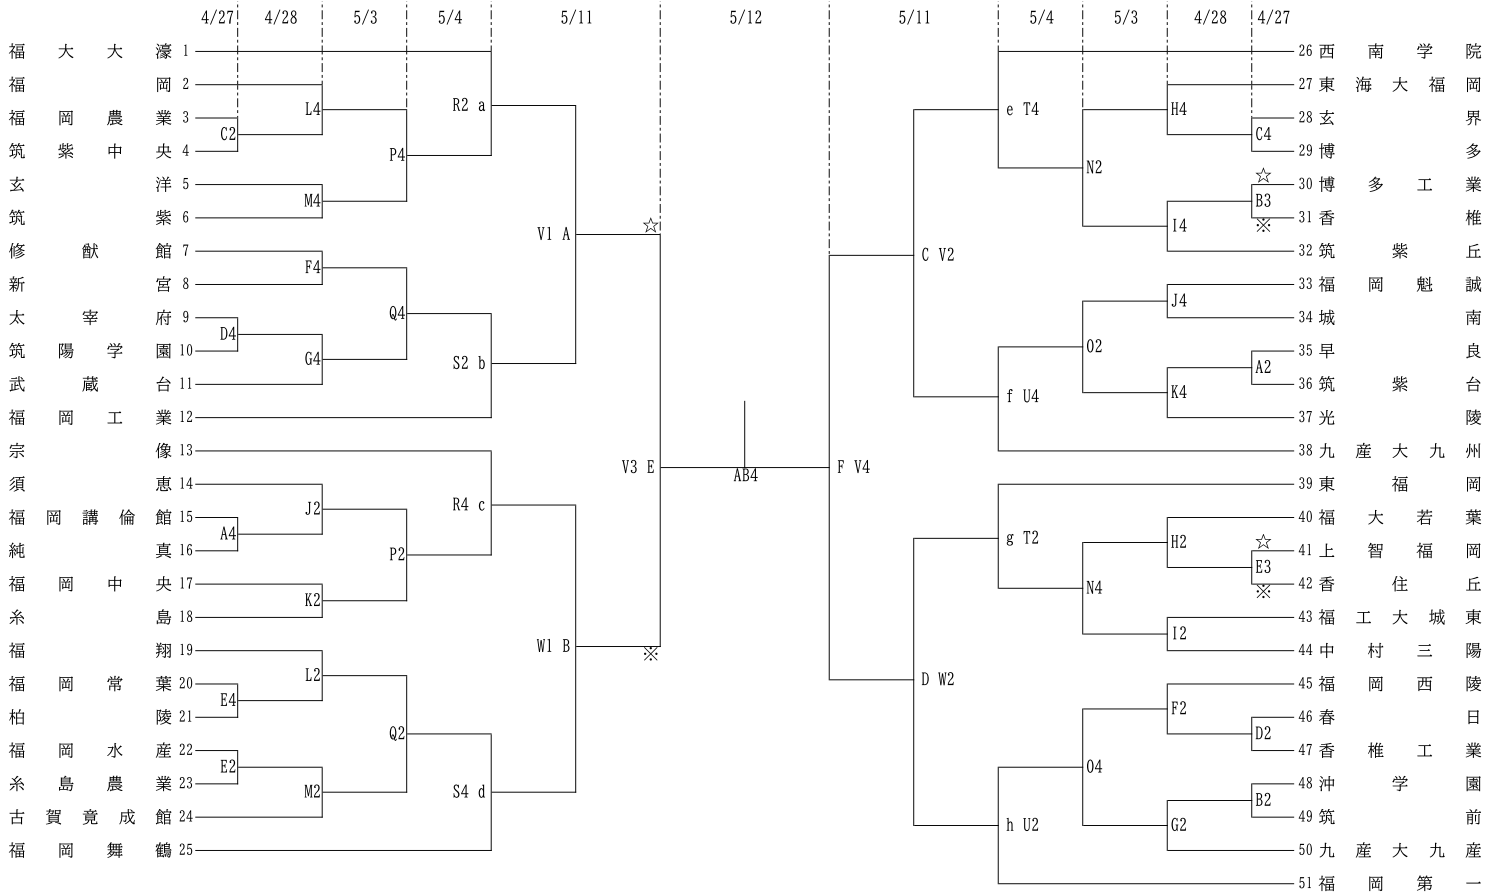 4/27 4/28 5/3 5/4 5/11 5/12 5/11 5/4 5/3 4/28 4/27
福大大濠 1
福岡 2
福岡農業 3
筑紫中央 4
玄洋 5
筑紫 6
修猷館 7
新宮 8
太宰府 9
筑陽学園 10
武蔵台 11
福岡工業 12
宗像 13
須恵 14
福岡講倫館 15
純真 16
福岡中央 17
糸島 18
福翔 19
福岡常葉 20
柏陵 21
福岡水産 22
糸島農業 23
古賀竟成館 24
福岡舞鶴 25
C2
D4
A4
E4
E2
L4
M4
F4
G4
J2
K2
L2
M2
P4
Q4
P2
Q2
R2 a
S2 b
R4 c
S4 d
V1 A
W1 B
☆
V3 E
※
AB4
F V4
C V2
D W2
e T4
f U4
g T2
h U2
N2
O2
N4
O4
H4
I4
J4
K4
H2
I2
F2
G2
C4
☆
B3
※
A2
☆
E3
※
D2
B2
26 西南学院
27 東海大福岡
28 玄界
29 博多
30 博多工業
31 香椎
32 筑紫丘
33 福岡魁誠
34 城南
35 早良
36 筑紫台
37 光陵
38 九産大九州
39 東福岡
40 福大若葉
41 上智福岡
42 香住丘
43 福工大城東
44 中村三陽
45 福岡西陵
46 春日
47 香椎工業
48 沖学園
49 筑前
50 九産大九産
51 福岡第一